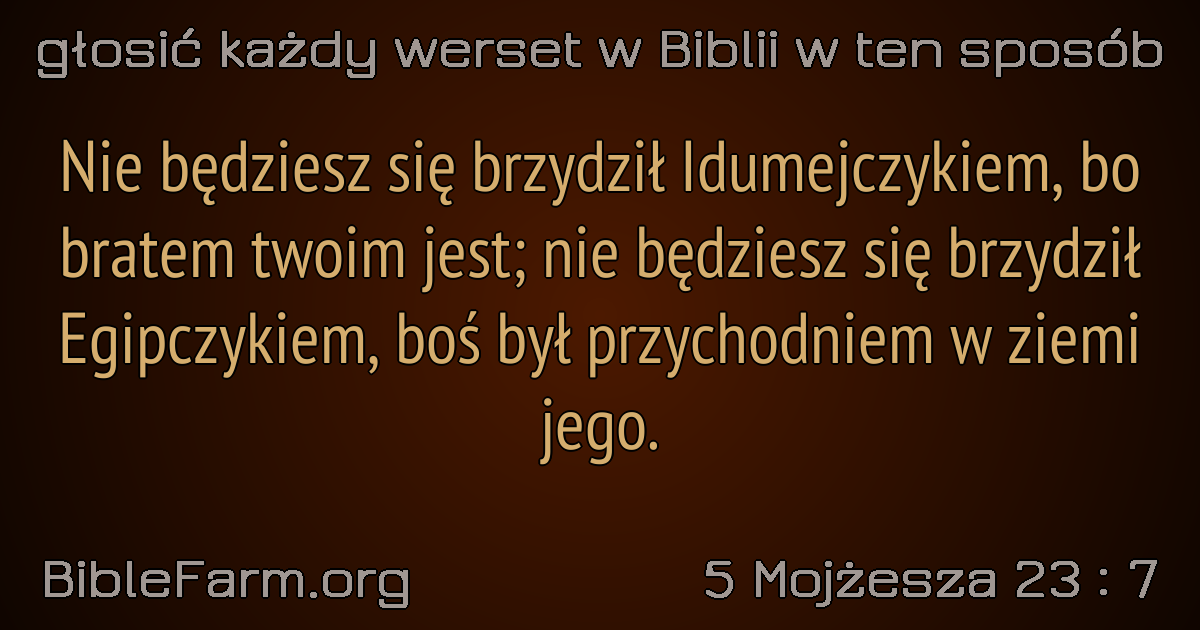 głosić każdy werset w Biblii w ten sposób
Nie będziesz się brzydził Idumejczykiem, bo
bratem twoim jest; nie będziesz się brzydził
Egipczykiem, boś był przychodniem w ziemi
jego.
BibleFarm.org
5 Mojżesza 23 : 7